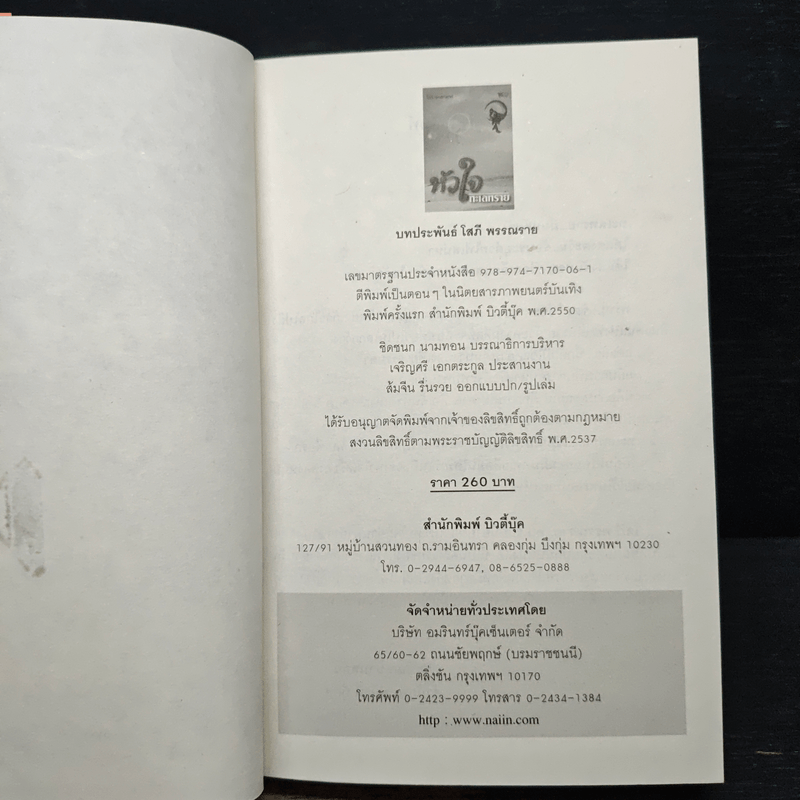 หัวใจ
กวดทราย
บทประพันธ์ โสภี พรรณราย
เลขมาตรฐานประจำหนังสือ 978-974-7170-06-1
ตีพิมพ์เป็นตอนๆ ในนิตยสารภาพยนตร์บันเทิง
พิมพ์ครั้งแรก สำนักพิมพ์ บิวตี้บุ๊ค พ.ศ.2550
ชิดชนก นามทอน บรรณาธิการบริหาร
เจริญศรี เอกตระกูล ประสานงาน
ส้มจีน รื่นรวย ออกแบบปก/รูปเล่ม
ได้รับอนุญาตจัดพิมพ์จากเจ้าของลิขสิทธิ์ถูกต้องตามกฎหมาย
สงวนลิขสิทธิ์ตามพระราชบัญญัติลิขสิทธิ์ พ.ศ.2537
ราคา 260 บาท
สำนักพิมพ์ บิวตี้บุ๊ค
127/91 หมู่บ้านสวนทอง ถ.รามอินทรา คลองกุ่ม บึงกุ่ม กรุงเทพฯ 10230
โทร. 0-2944-6947, 08-6525-0888
จัดจำหน่ายทั่วประเทศโดย
บริษัท อมรินทร์บุ๊คเซ็นเตอร์ จำกัด
65/60-62 ถนนชัยพฤกษ์ (บรมราชชนนี)
ตลิ่งชัน กรุงเทพฯ 10170
โทรศัพท์ 0-2423-9999 โทรสาร 0-2434-1384
http : www.naiin.com